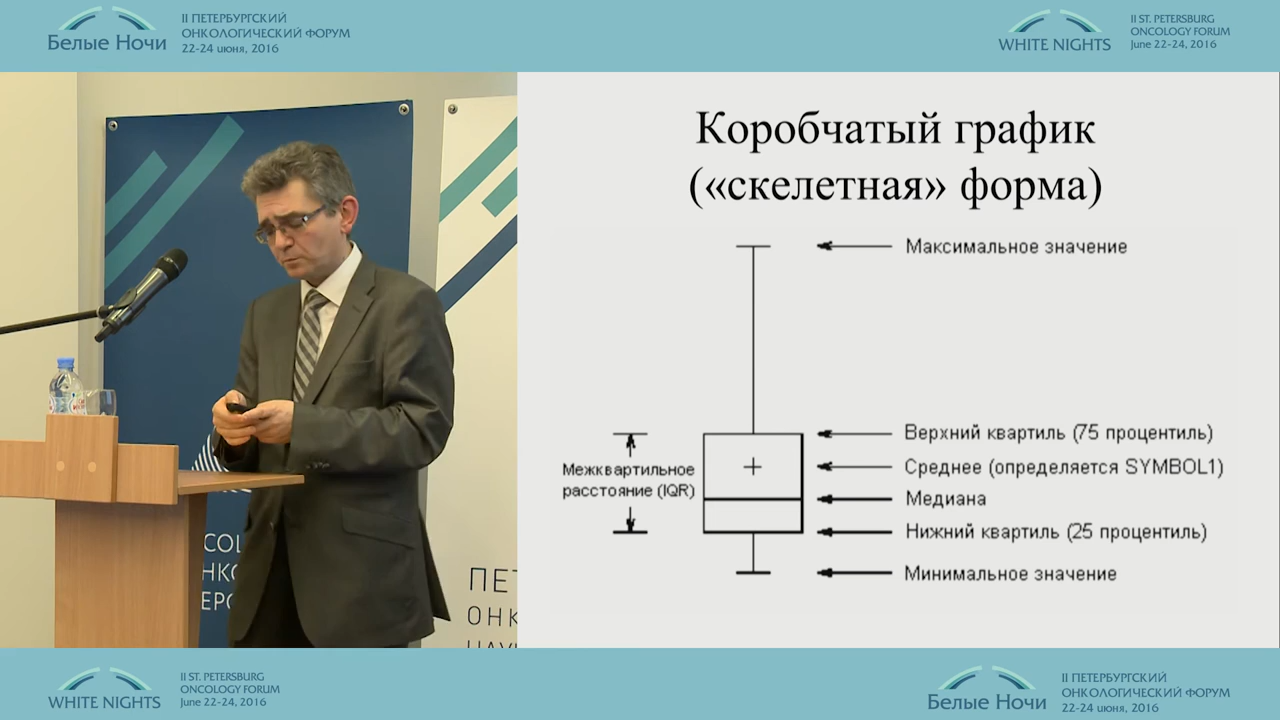 Белые Ночи
II ПЕТЕРБУРГСКИЙ
ОНКОЛОГИЧЕСКИЙ ФОРУМ
22-24 июня, 2016
WHITE NIGHTS
II ST. PETERSBURG
ONCOLOGY FORUM
June 22-24, 2016
Коробчатый график
(«скелетная» форма)
Максимальное значение
Верхний квартиль (75 процентиль)
Межквартильное
расстояние (IQR)
Среднее (определяется SYMBOL1)
Медиана
Нижний квартиль (25 процентиль)
Минимальное значение
WHITE NIGHTS
II ST. PETERSBURG
ONCOLOGY FORUM
June 22-24, 2016
Белые Ночи
II ПЕТЕРБУРГСКИЙ
ОНКОЛОГИЧЕСКИЙ ФОРУМ
22-24 июня, 2016